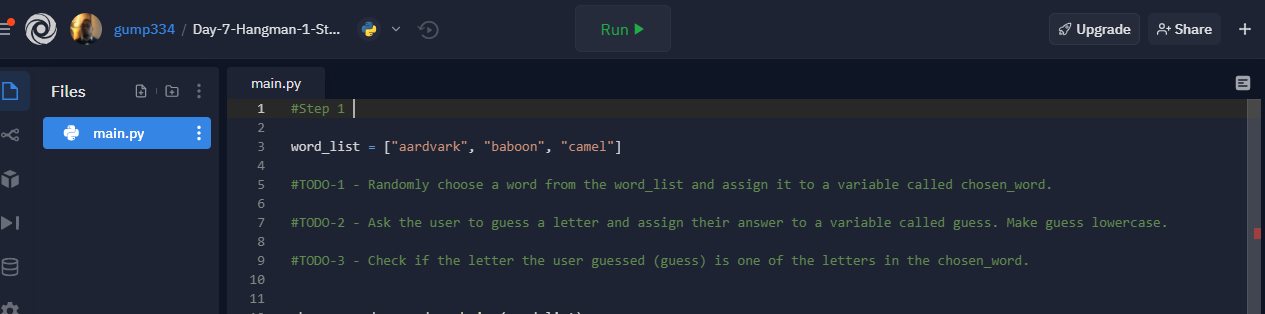 gump334 / Day-7-Hangman-1-St...
Run
Upgrade
Share
Files
main.py
main.py
1 #Step 1
2
3 word_list = ["aardvark", "baboon", "camel"]
4
5 #TODO-1 - Randomly choose a word from the word_list and assign it to a variable called chosen_word.
6
7 #TODO-2 - Ask the user to guess a letter and assign their answer to a variable called guess. Make guess lowercase.
8
9 #TODO-3 - Check if the letter the user guessed (guess) is one of the letters in the chosen_word.
10
11